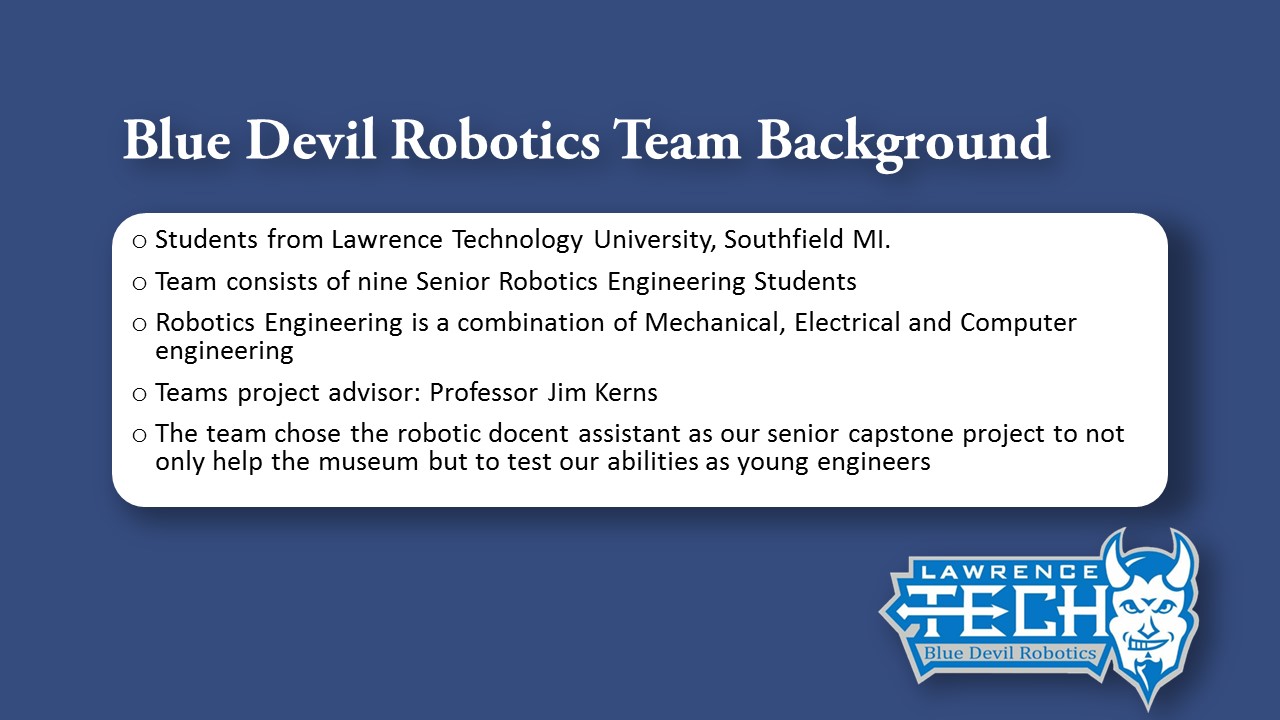 Blue Devil Robotics Team Background
○ Students from Lawrence Technology University, Southfield MI.
○ Team consists of nine Senior Robotics Engineering Students
○ Robotics Engineering is a combination of Mechanical, Electrical and Computer
engineering
○ Teams project advisor: Professor Jim Kerns
○ The team chose the robotic docent assistant as our senior capstone project to not
only help the museum but to test our abilities as young engineers
LAWRENCE
TECH
Blue Devil Robotics